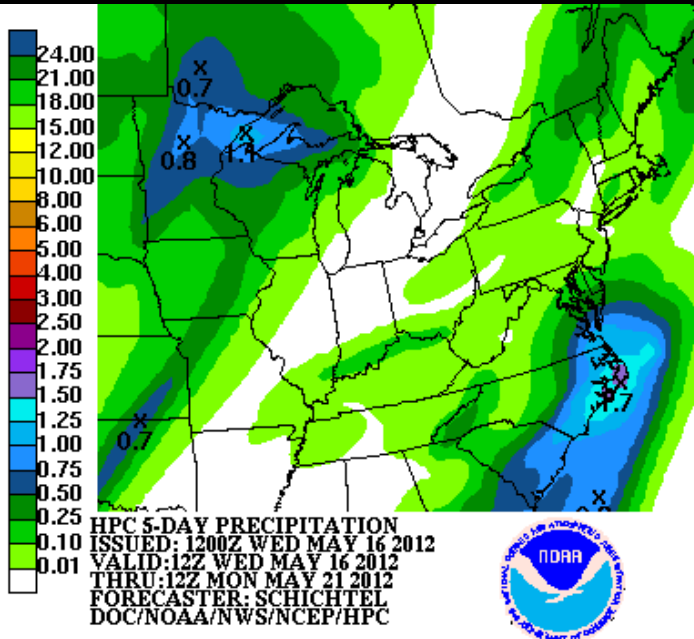 24.00
21.00
18.00
15.00
12.00
10.00
8.00
6.00
5.00
4.00
3.00
2.50
2.00
1.75
1.50
1.25
1.00
0.75
0.50
0.25
0.10
0.01
X
0.7
X
0.8
X
1.1
X
0.7
X
1.7
X
HPC 5-DAY PRECIPITATION
ISSUED: 1200Z WED MAY 16 2012
VALID:12Z WED MAY 16 2012
THRU:12Z MON MAY 21 2012
FORECASTER: SCHICHTEL
DOC/NOAA/NWS/NCEP/HPC
NOAA